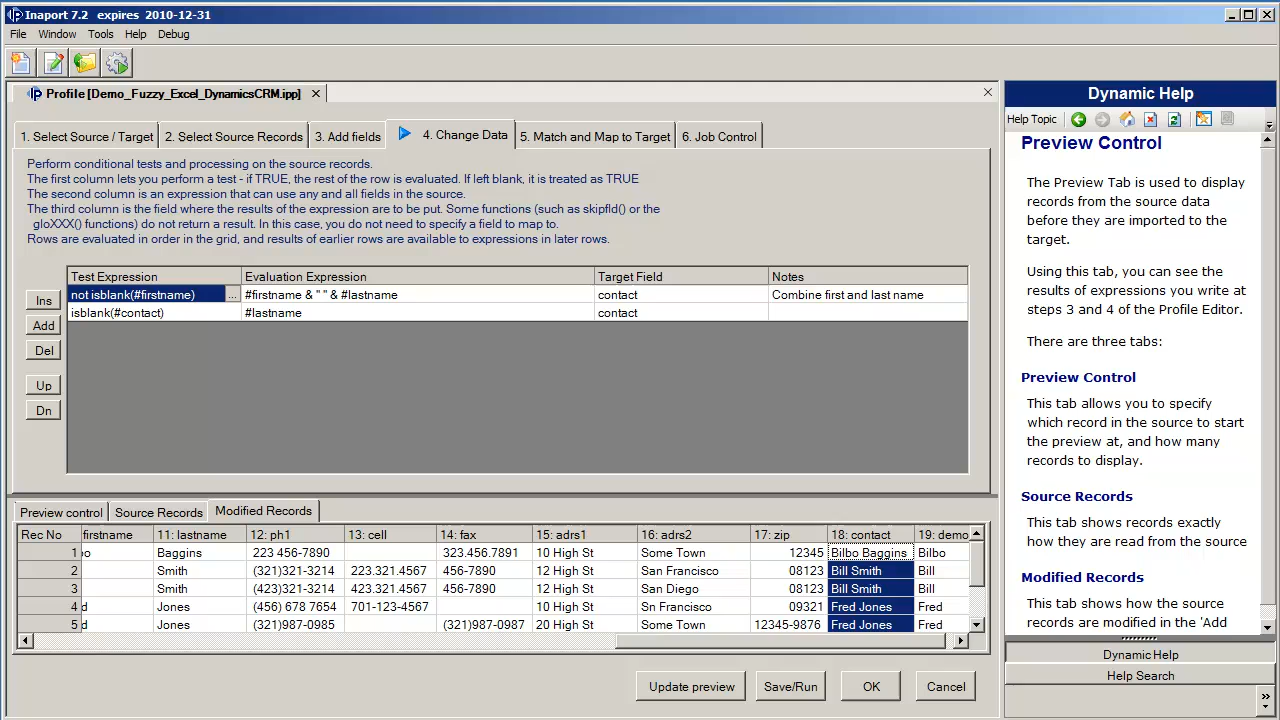 Inaport 7.2 expires 2010-12-31
File Window Tools Help Debug
Profile [Demo_Fuzzy_Excel_DynamicsCRM.ipp]
1. Select Source / Target 2. Select Source Records 3. Add fields 4. Change Data 5. Match and Map to Target 6. Job Control
Perform conditional tests and processing on the source records.
The first column lets you perform a test - if TRUE, the rest of the row is evaluated. If left blank, it is treated as TRUE
The second column is an expression that can use any and all fields in the source.
The third column is the field where the results of the expression are to be put. Some functions (such as skipfld() or the
gloXXX() functions) do not return a result. In this case, you do not need to specify a field to map to.
Rows are evaluated in order in the grid, and results of earlier rows are available to expressions in later rows.
Test Expression Evaluation Expression Target Field Notes
not isblank(#firstname) ... #firstname & " " & #lastname contact Combine first and last name
isblank(#contact) #lastname contact
Ins
Add
Del
Up
Dn
Preview control Source Records Modified Records
Rec No firstname 11: lastname 12: ph1 13: cell 14: fax 15: adrs1 16: adrs2 17: zip 18: contact 19: demo
1 oo Baggins 223 456-7890 323.456.7891 10 High St Some Town 12345 Bilbo Baggins Bilbo
2 Smith (321)321-3214 223.321.4567 456-7890 12 High St San Francisco 08123 Bill Smith Bill
3 Smith (423)321-3214 423.321.4567 456-7890 12 High St San Diego 08123 Bill Smith Bill
4 d Jones (456) 678 7654 701-123-4567 10 High St Sn Francisco 09321 Fred Jones Fred
5 d Jones (321)987-0985 (321)987-0987 20 High St Some Town 12345-9876 Fred Jones Fred
Update preview Save/Run OK Cancel
Dynamic Help
Help Topic
Preview Control
The Preview Tab is used to display
records from the source data
before they are imported to the
target.
Using this tab, you can see the
results of expressions you write at
steps 3 and 4 of the Profile Editor.
There are three tabs:
Preview Control
This tab allows you to specify
which record in the source to start
the preview at, and how many
records to display.
Source Records
This tab shows records exactly
how they are read from the source
Modified Records
This tab shows how the source
records are modified in the 'Add
Dynamic Help
Help Search